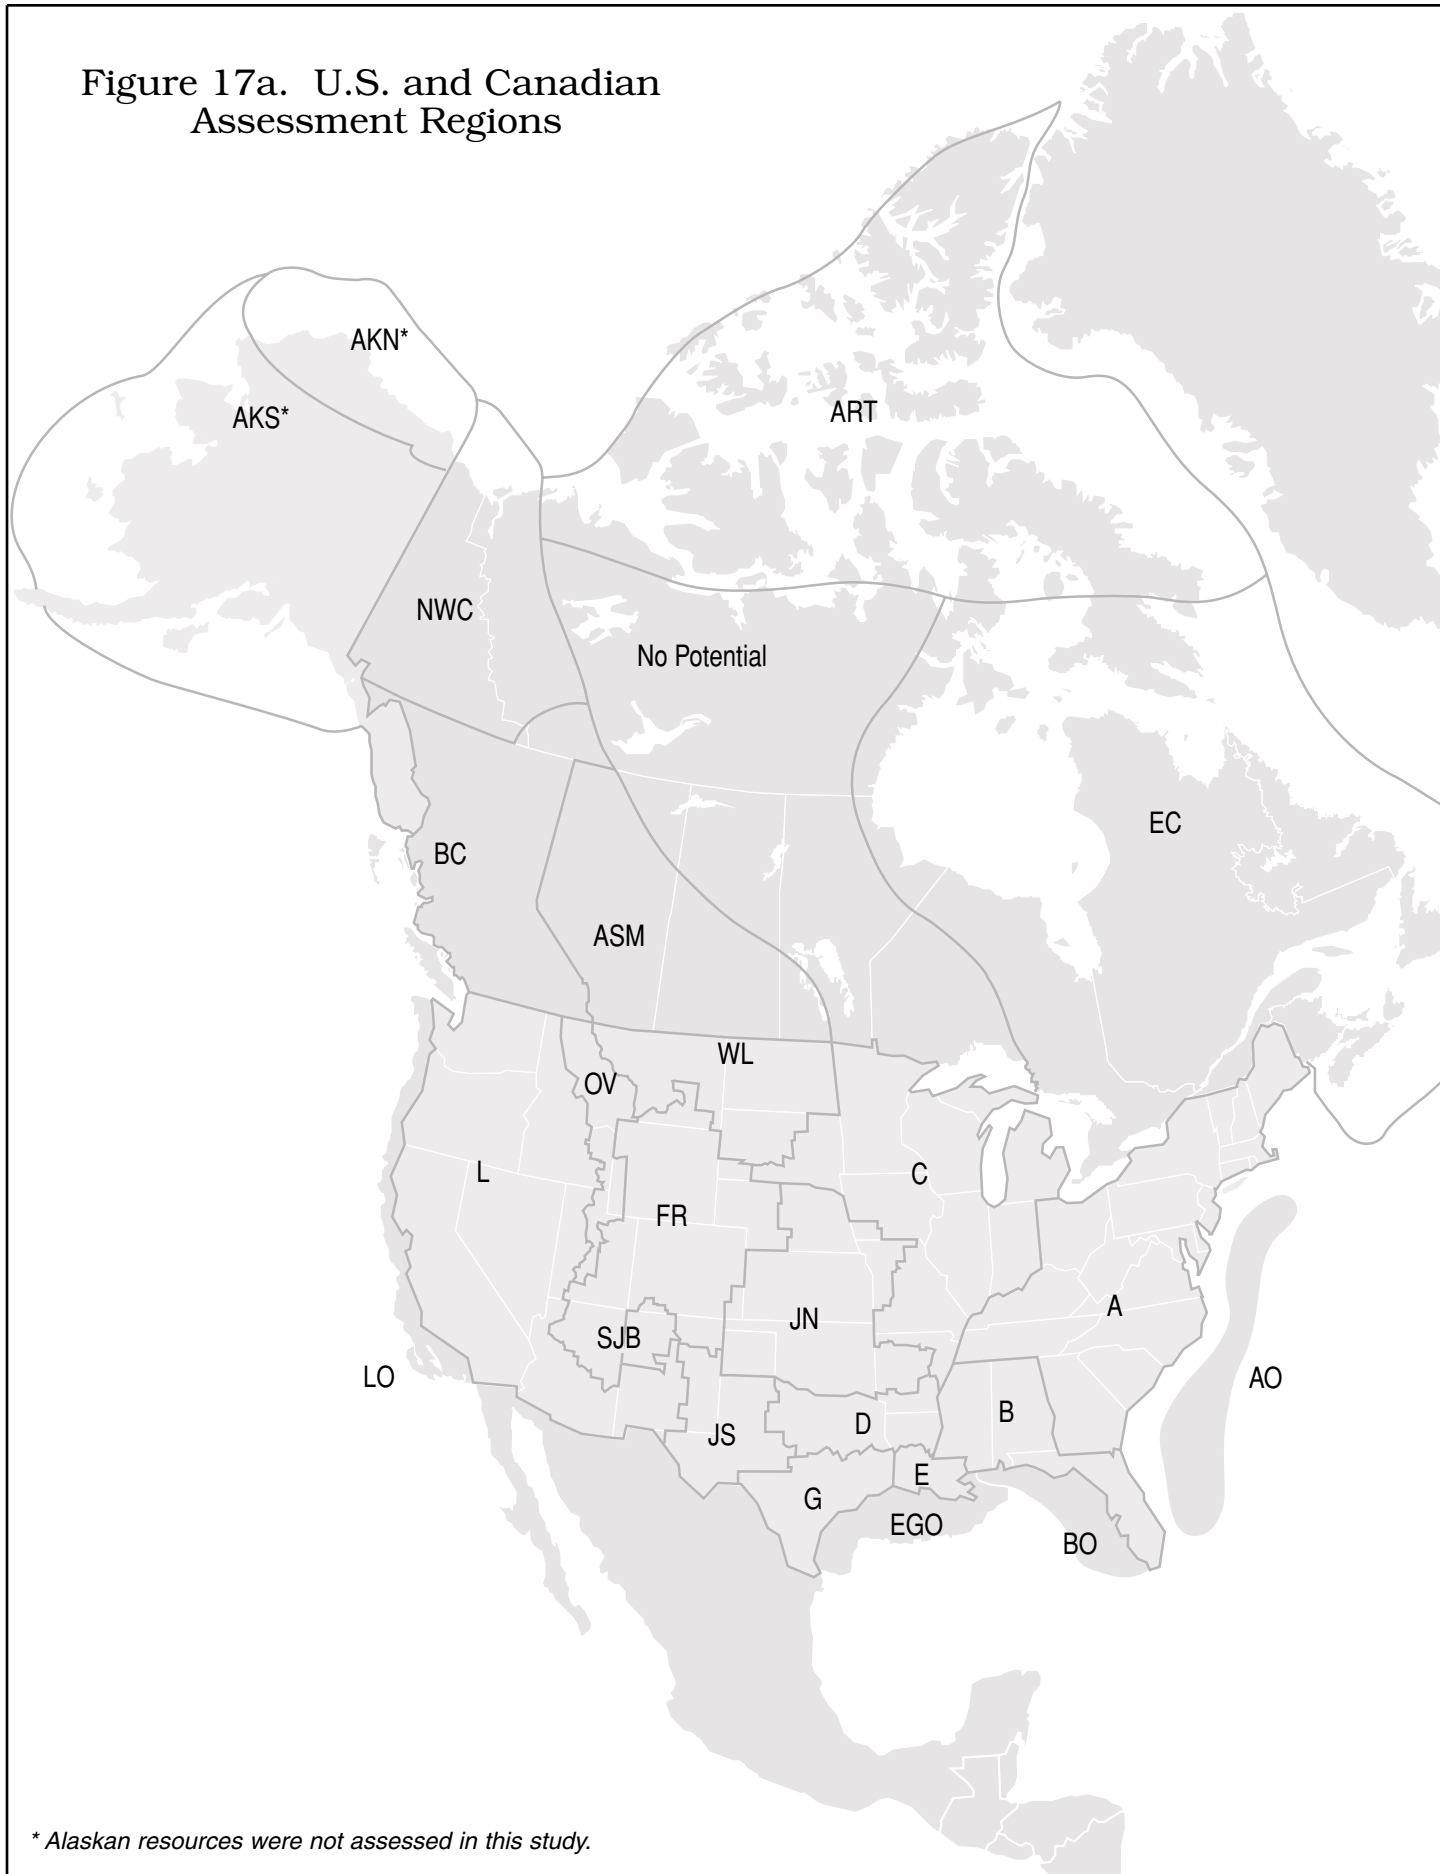 Figure 17a. U.S. and Canadian
Assessment Regions
AKN*
AKS*
ART
NWC
No Potential
EC
BC
ASM
WL
OV
L
C
FR
A
JN
SJB
LO
AO
B
D
JS
E
G
EGO
BO
* Alaskan resources were not assessed in this study.